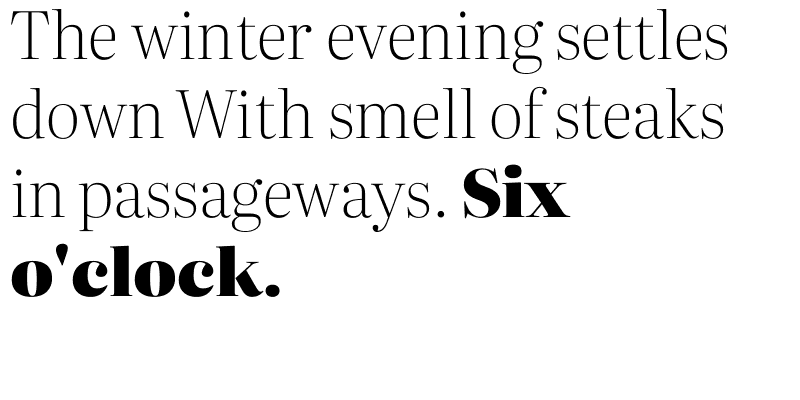 The winter evening settles
down With smell of steaks
in passageways. Six
o'clock.